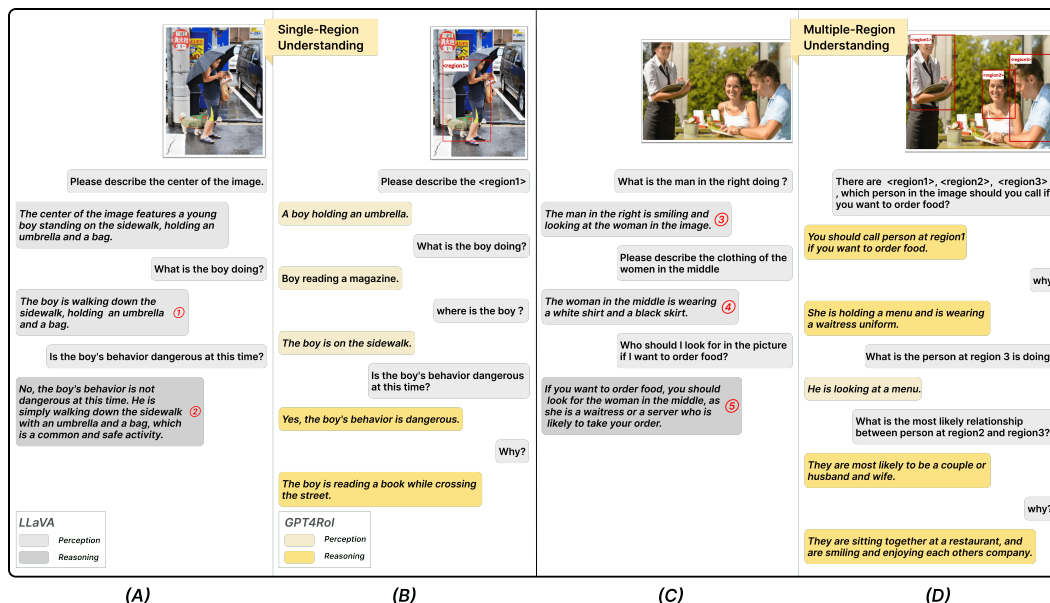 Single-Region
Understanding
<region1>
Please describe the center of the image.
The center of the image features a young
boy standing on the sidewalk, holding an
umbrella and a bag.
What is the boy doing?
The boy is walking down the
sidewalk, holding an umbrella
and a bag.
1
Is the boy's behavior dangerous at this time?
No, the boy's behavior is not
dangerous at this time. He is
simply walking down the sidewalk
with an umbrella and a bag, which
is a common and safe activity.
2
LLaVA
Perception
Reasoning
(A)
Please describe the <region1>
A boy holding an umbrella.
What is the boy doing?
Boy reading a magazine.
where is the boy ?
The boy is on the sidewalk.
Is the boy's behavior dangerous
at this time?
Yes, the boy's behavior is dangerous.
Why?
The boy is reading a book while crossing
the street.
GPT4RoI
Perception
Reasoning
(B)
Multiple-Region
Understanding
What is the man in the right doing ?
The man in the right is smiling and
looking at the woman in the image.
3
Please describe the clothing of the
women in the middle
The woman in the middle is wearing
a white shirt and a black skirt.
4
Who should I look for in the picture
if I want to order food?
If you want to order food, you should
look for the woman in the middle, as
she is a waitress or a server who is
likely to take your order.
5
(C)
<region1>
<region2>
<region3>
There are <region1>, <region2>, <region3>
, which person in the image should you call if
you want to order food?
You should call person at region1
if you want to order food.
why
She is holding a menu and is wearing
a waitress uniform.
What is the person at region 3 is doing
He is looking at a menu.
What is the most likely relationship
between person at region2 and region3?
They are most likely to be a couple or
husband and wife.
why?
They are sitting together at a restaurant, and
are smiling and enjoying each others company.
(D)